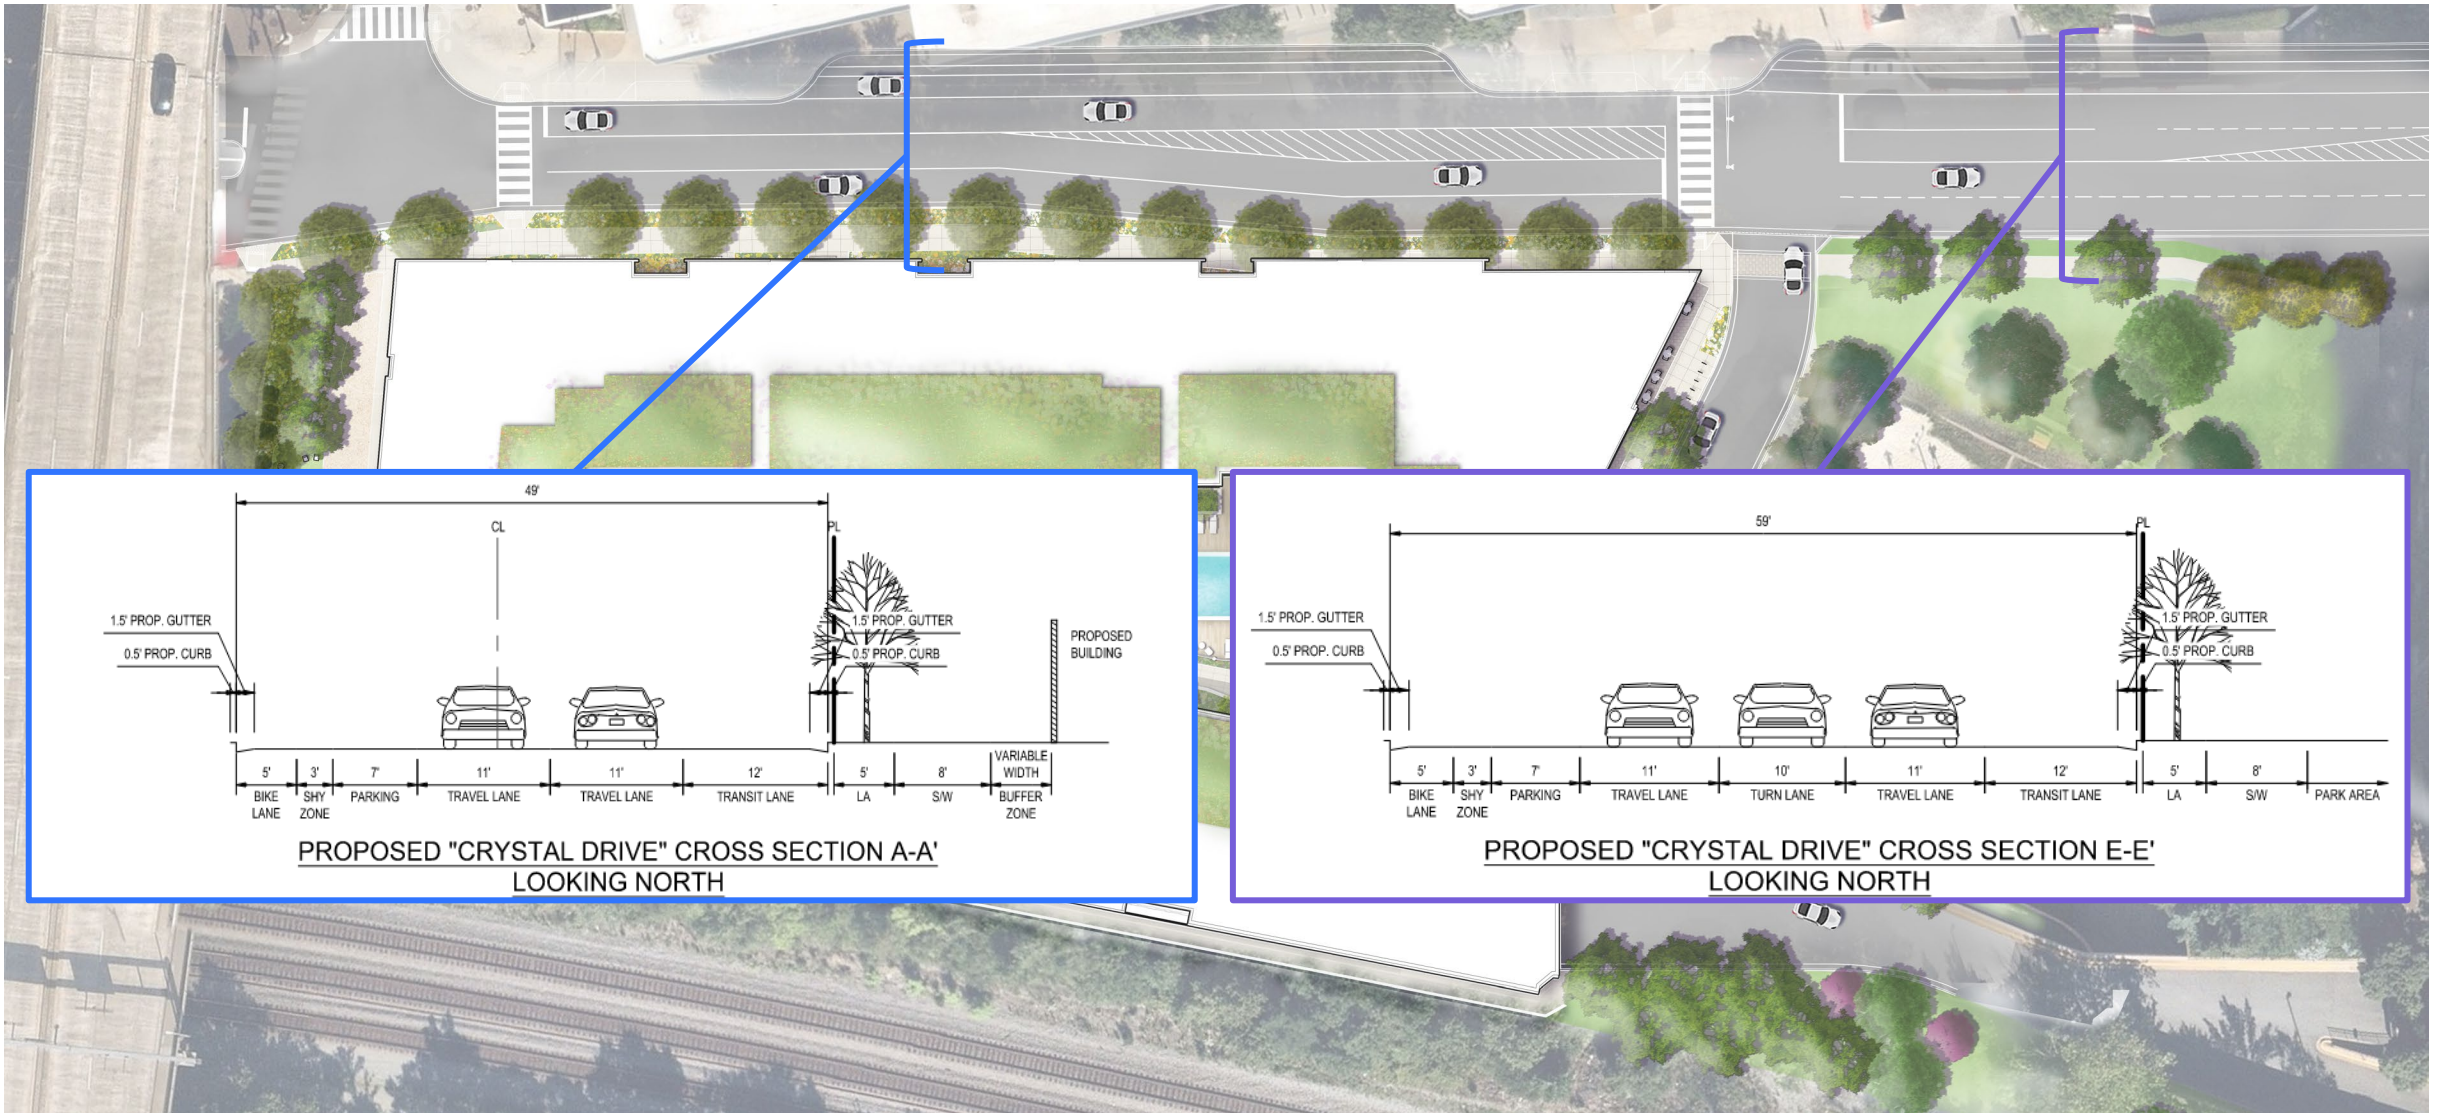 49'
CL
PL
1.5' PROP. GUTTER
0.5' PROP. CURB
1.5' PROP. GUTTER
0.5' PROP. CURB
PROPOSED
BUILDING
5'
BIKE
LANE
3'
SHY
ZONE
7'
PARKING
11'
TRAVEL LANE
11'
TRAVEL LANE
12'
TRANSIT LANE
5'
LA
8'
S/W
VARIABLE
WIDTH
BUFFER
ZONE
PROPOSED "CRYSTAL DRIVE" CROSS SECTION A-A'
LOOKING NORTH
59'
PL
1.5' PROP. GUTTER
0.5' PROP. CURB
1.5' PROP. GUTTER
0.5' PROP. CURB
5'
BIKE
LANE
3'
SHY
ZONE
7'
PARKING
11'
TRAVEL LANE
10'
TURN LANE
11'
TRAVEL LANE
12'
TRANSIT LANE
5'
LA
8'
S/W
PARK AREA
PROPOSED "CRYSTAL DRIVE" CROSS SECTION E-E'
LOOKING NORTH